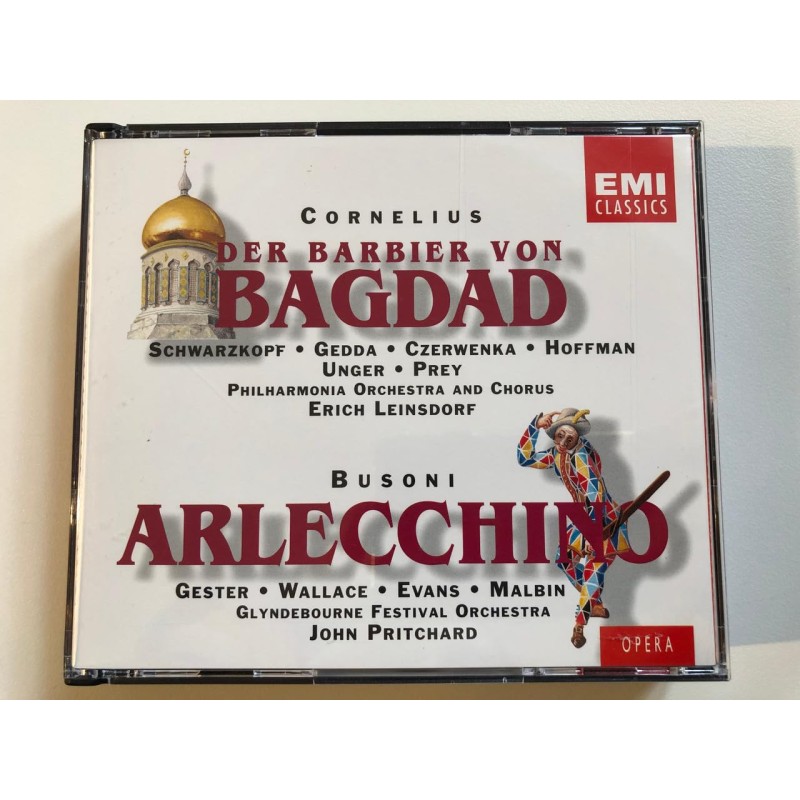 EMI
CLASSICS
CORNELIUS
DER BARBIER VON
BAGDAD
SCHWARZKOPF • GEDDA • CZERWENKA • HOFFMAN
UNGER • PREY
PHILHARMONIA ORCHESTRA AND CHORUS
ERICH LEINSDORF
BUSONI
ARLECCHINO
GESTER • WALLACE • EVANS • MALBIN
GLYNDEBOURNE FESTIVAL ORCHESTRA
JOHN PRITCHARD
OPERA